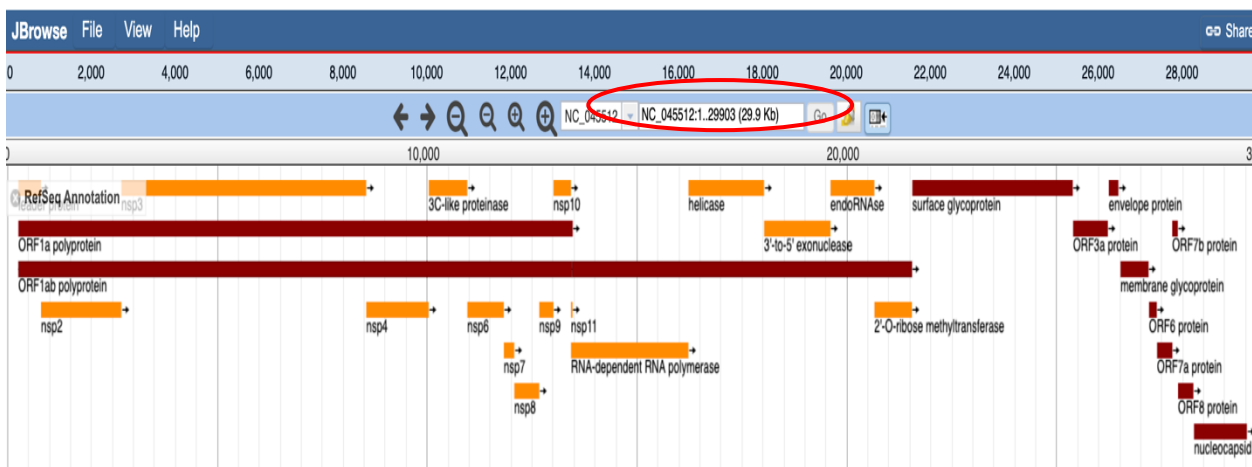 JBrowse File View Help Share
0 2,000 4,000 6,000 8,000 10,000 12,000 14,000 16,000 18,000 20,000 22,000 24,000 26,000 28,000
NC_045512 NC_045512:1..29903 (29.9 Kb) Go
0 10,000 20,000 3
RefSeq Annotation
leader protein nsp3 3C-like proteinase nsp10 helicase endoRNAse surface glycoprotein envelope protein
ORF1a polyprotein 3'-to-5' exonuclease ORF3a protein ORF7b protein
ORF1ab polyprotein membrane glycoprotein
nsp2 nsp4 nsp6 nsp9 nsp11 2'-O-ribose methyltransferase ORF6 protein
nsp7 RNA-dependent RNA polymerase ORF7a protein
nsp8 ORF8 protein
nucleocapsid